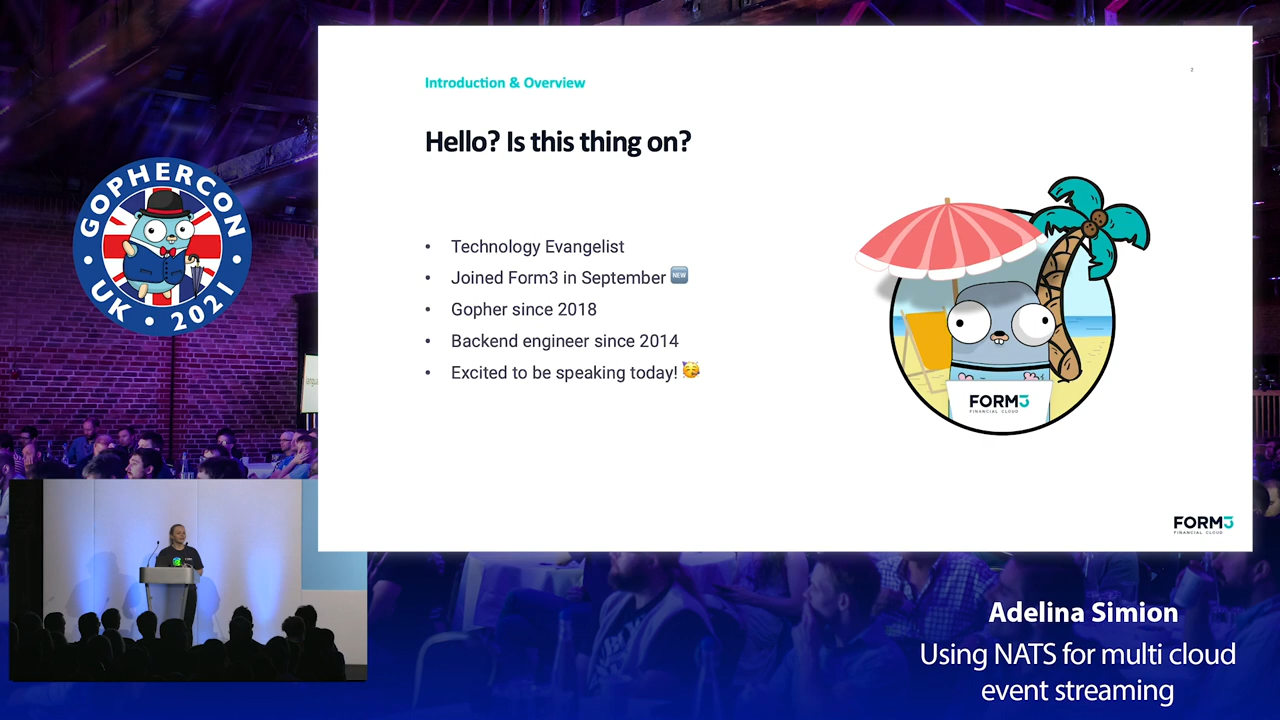 Introduction & Overview
2
Hello? Is this thing on?
• Technology Evangelist
• Joined Form3 in September 🆕
• Gopher since 2018
• Backend engineer since 2014
• Excited to be speaking today! 🥳
FORM3
FINANCIAL CLOUD
FORM3
FINANCIAL CLOUD
GOPHERCON
UK • 2021
Adelina Simion
Using NATS for multi cloud
event streaming